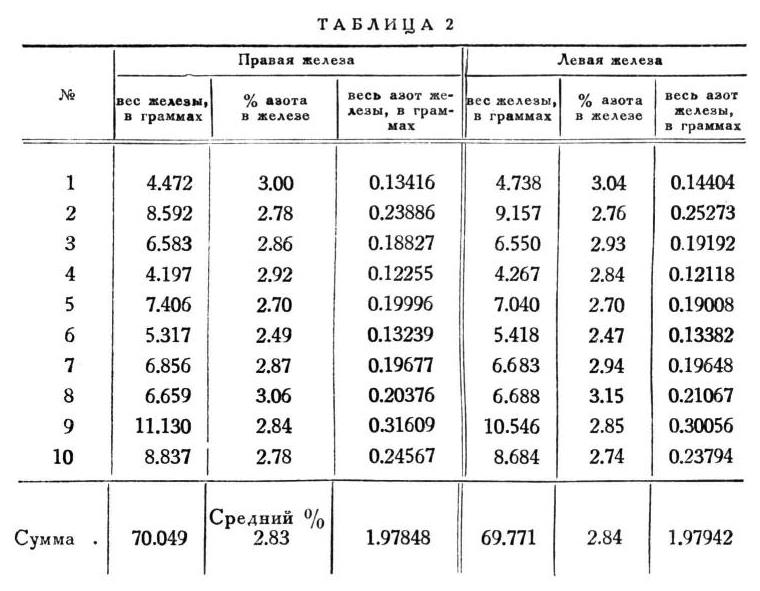 ТАБЛИЦА 2
№ Правая железа Левая железа
вес железы, в граммах % азота в железе весь азот железы, в граммах вес железы, в граммах % азота в железе весь азот железы, в граммах
1 4.472 3.00 0.13416 4.738 3.04 0.14404
2 8.592 2.78 0.23886 9.157 2.76 0.25273
3 6.583 2.86 0.18827 6.550 2.93 0.19192
4 4.197 2.92 0.12255 4.267 2.84 0.12118
5 7.406 2.70 0.19996 7.040 2.70 0.19008
6 5.317 2.49 0.13239 5.418 2.47 0.13382
7 6.856 2.87 0.19677 6.683 2.94 0.19648
8 6.659 3.06 0.20376 6.688 3.15 0.21067
9 11.130 2.84 0.31609 10.546 2.85 0.30056
10 8.837 2.78 0.24567 8.684 2.74 0.23794
Средний %
Сумма . 70.049 2.83 1.97848 69.771 2.84 1.97942